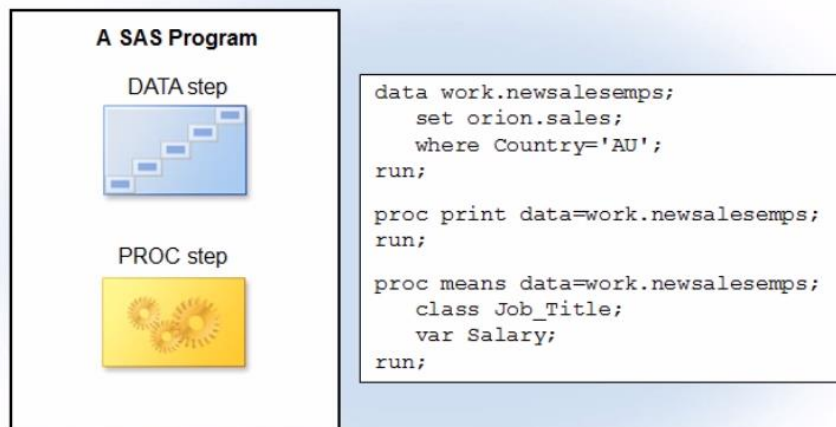 A SAS Program
DATA step
PROC step
data work.newsalesemps;
set orion.sales;
where Country='AU';
run;
proc print data=work.newsalesemps;
run;
proc means data=work.newsalesemps;
class Job_Title;
var Salary;
run;